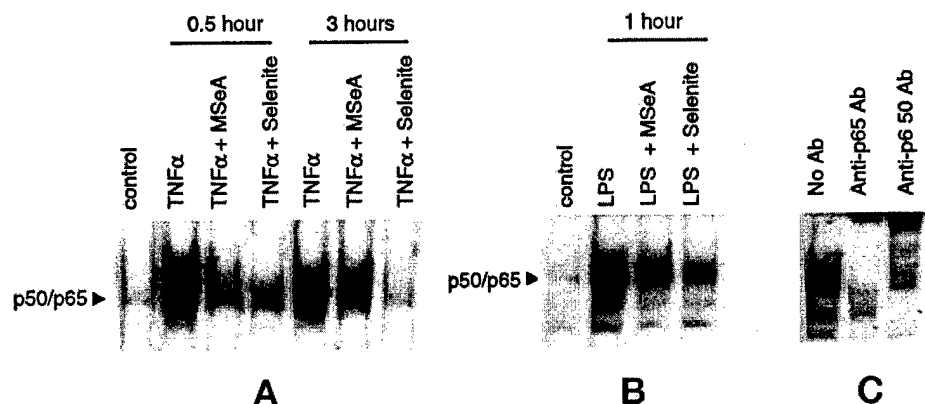 0.5 hour
3 hours
control
TNFα
TNFα + MSeA
TNFα + Selenite
TNFα
TNFα + MSeA
TNFα + Selenite
p50/p65
A
1 hour
control
LPS
LPS + MSeA
LPS + Selenite
p50/p65
B
No Ab
Anti-p65 Ab
Anti-p6 50 Ab
C